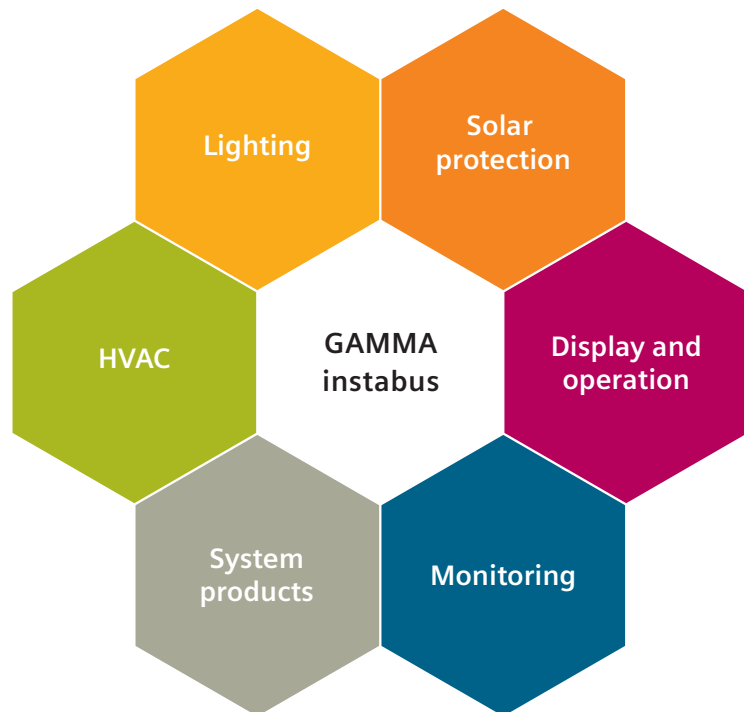 Lighting
Solar
protection
HVAC
GAMMA
instabus
Display and
operation
System
products
Monitoring